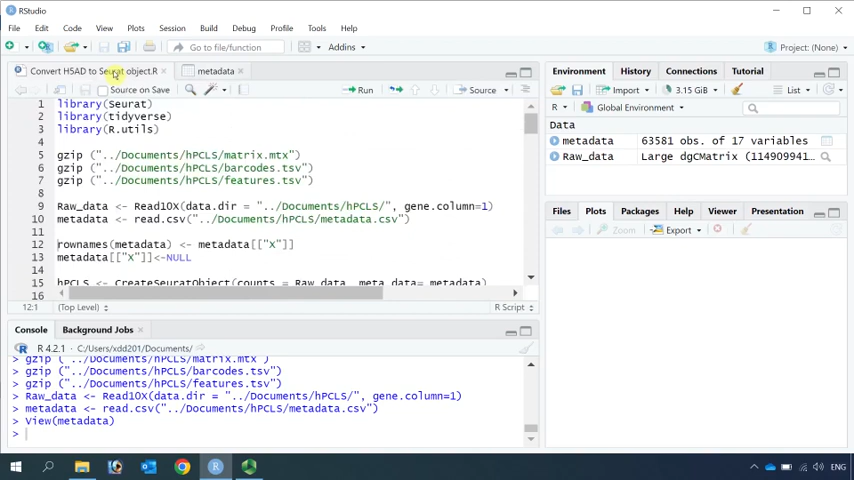 RStudio
File Edit Code View Plots Session Build Debug Profile Tools Help
Go to file/function Addins Project: (None)
Convert H5AD to Seurat object.R metadata
Source on Save Run Source
1 library(Seurat)
2 library(tidyverse)
3 library(R.utils)
4
5 gzip ("../Documents/hPCLS/matrix.mtx")
6 gzip ("../Documents/hPCLS/barcodes.tsv")
7 gzip ("../Documents/hPCLS/features.tsv")
8
9 Raw_data <- Read10X(data.dir = "../Documents/hPCLS/", gene.column=1)
10 metadata <- read.csv("../Documents/hPCLS/metadata.csv")
11
12 rownames(metadata) <- metadata[["X"]]
13 metadata[["X"]]<-NULL
14
15 hPCLS <- CreateSeuratObject(counts = Raw_data, meta.data= metadata)
16
12:1 (Top Level) R Script
Console Background Jobs
R 4.2.1 · C:/Users/xdd201/Documents/
> gzip ("../Documents/hPCLS/matrix.mtx")
> gzip ("../Documents/hPCLS/barcodes.tsv")
> gzip ("../Documents/hPCLS/features.tsv")
> Raw_data <- Read10X(data.dir = "../Documents/hPCLS/", gene.column=1)
> metadata <- read.csv("../Documents/hPCLS/metadata.csv")
> View(metadata)
>
Environment History Connections Tutorial
Import 3.15 GiB List
R Global Environment
Data
metadata 63581 obs. of 17 variables
Raw_data Large dgCMatrix (114909941...
Files Plots Packages Help Viewer Presentation
Zoom Export
ENG